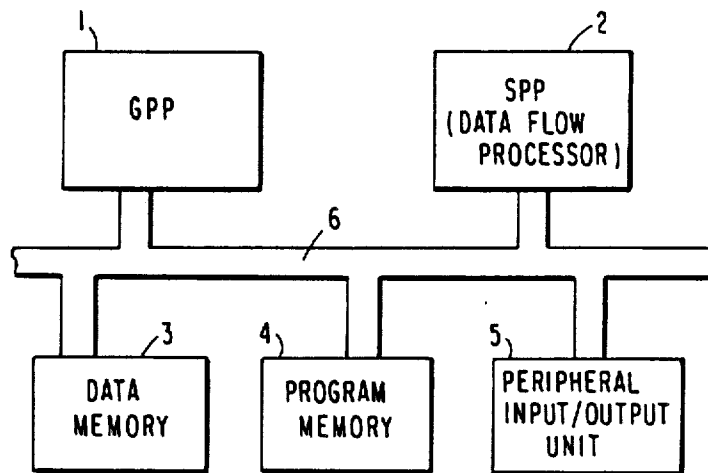 1
GPP
2
SPP
(DATA FLOW
PROCESSOR)
6
3
DATA
MEMORY
4
PROGRAM
MEMORY
5
PERIPHERAL
INPUT/OUTPUT
UNIT